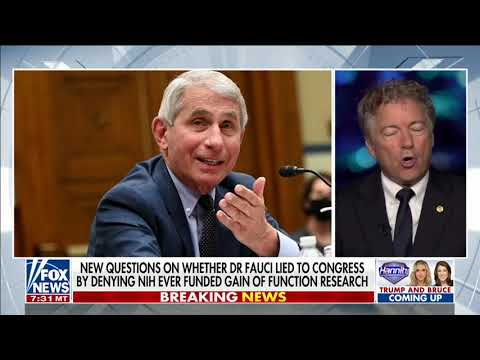 NEW QUESTIONS ON WHETHER DR FAUCI LIED TO CONGRESS
BY DENYING NIH EVER FUNDED GAIN OF FUNCTION RESEARCH
FOX
NEWS
7:31 MT
BREAKING NEWS
Hannity
TRUMP AND BRUCE
COMING UP